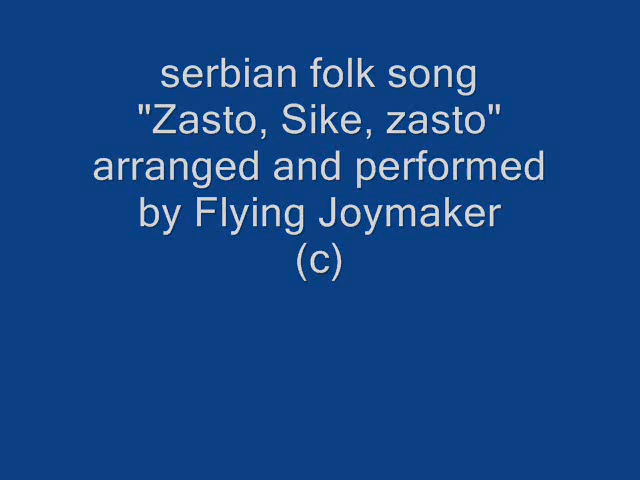 serbian folk song
"Zasto, Sike, zasto"
arranged and performed
by Flying Joymaker
(c)